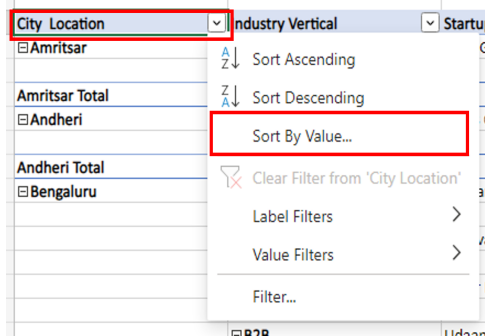 City Location Industry Vertical Startu
Amritsar
Sort Ascending
Amritsar Total
Sort Descending
Andheri
Sort By Value...
Andheri Total
Clear Filter from 'City Location'
Bengaluru
Label Filters
Value Filters
Filter...
B2B Udaan